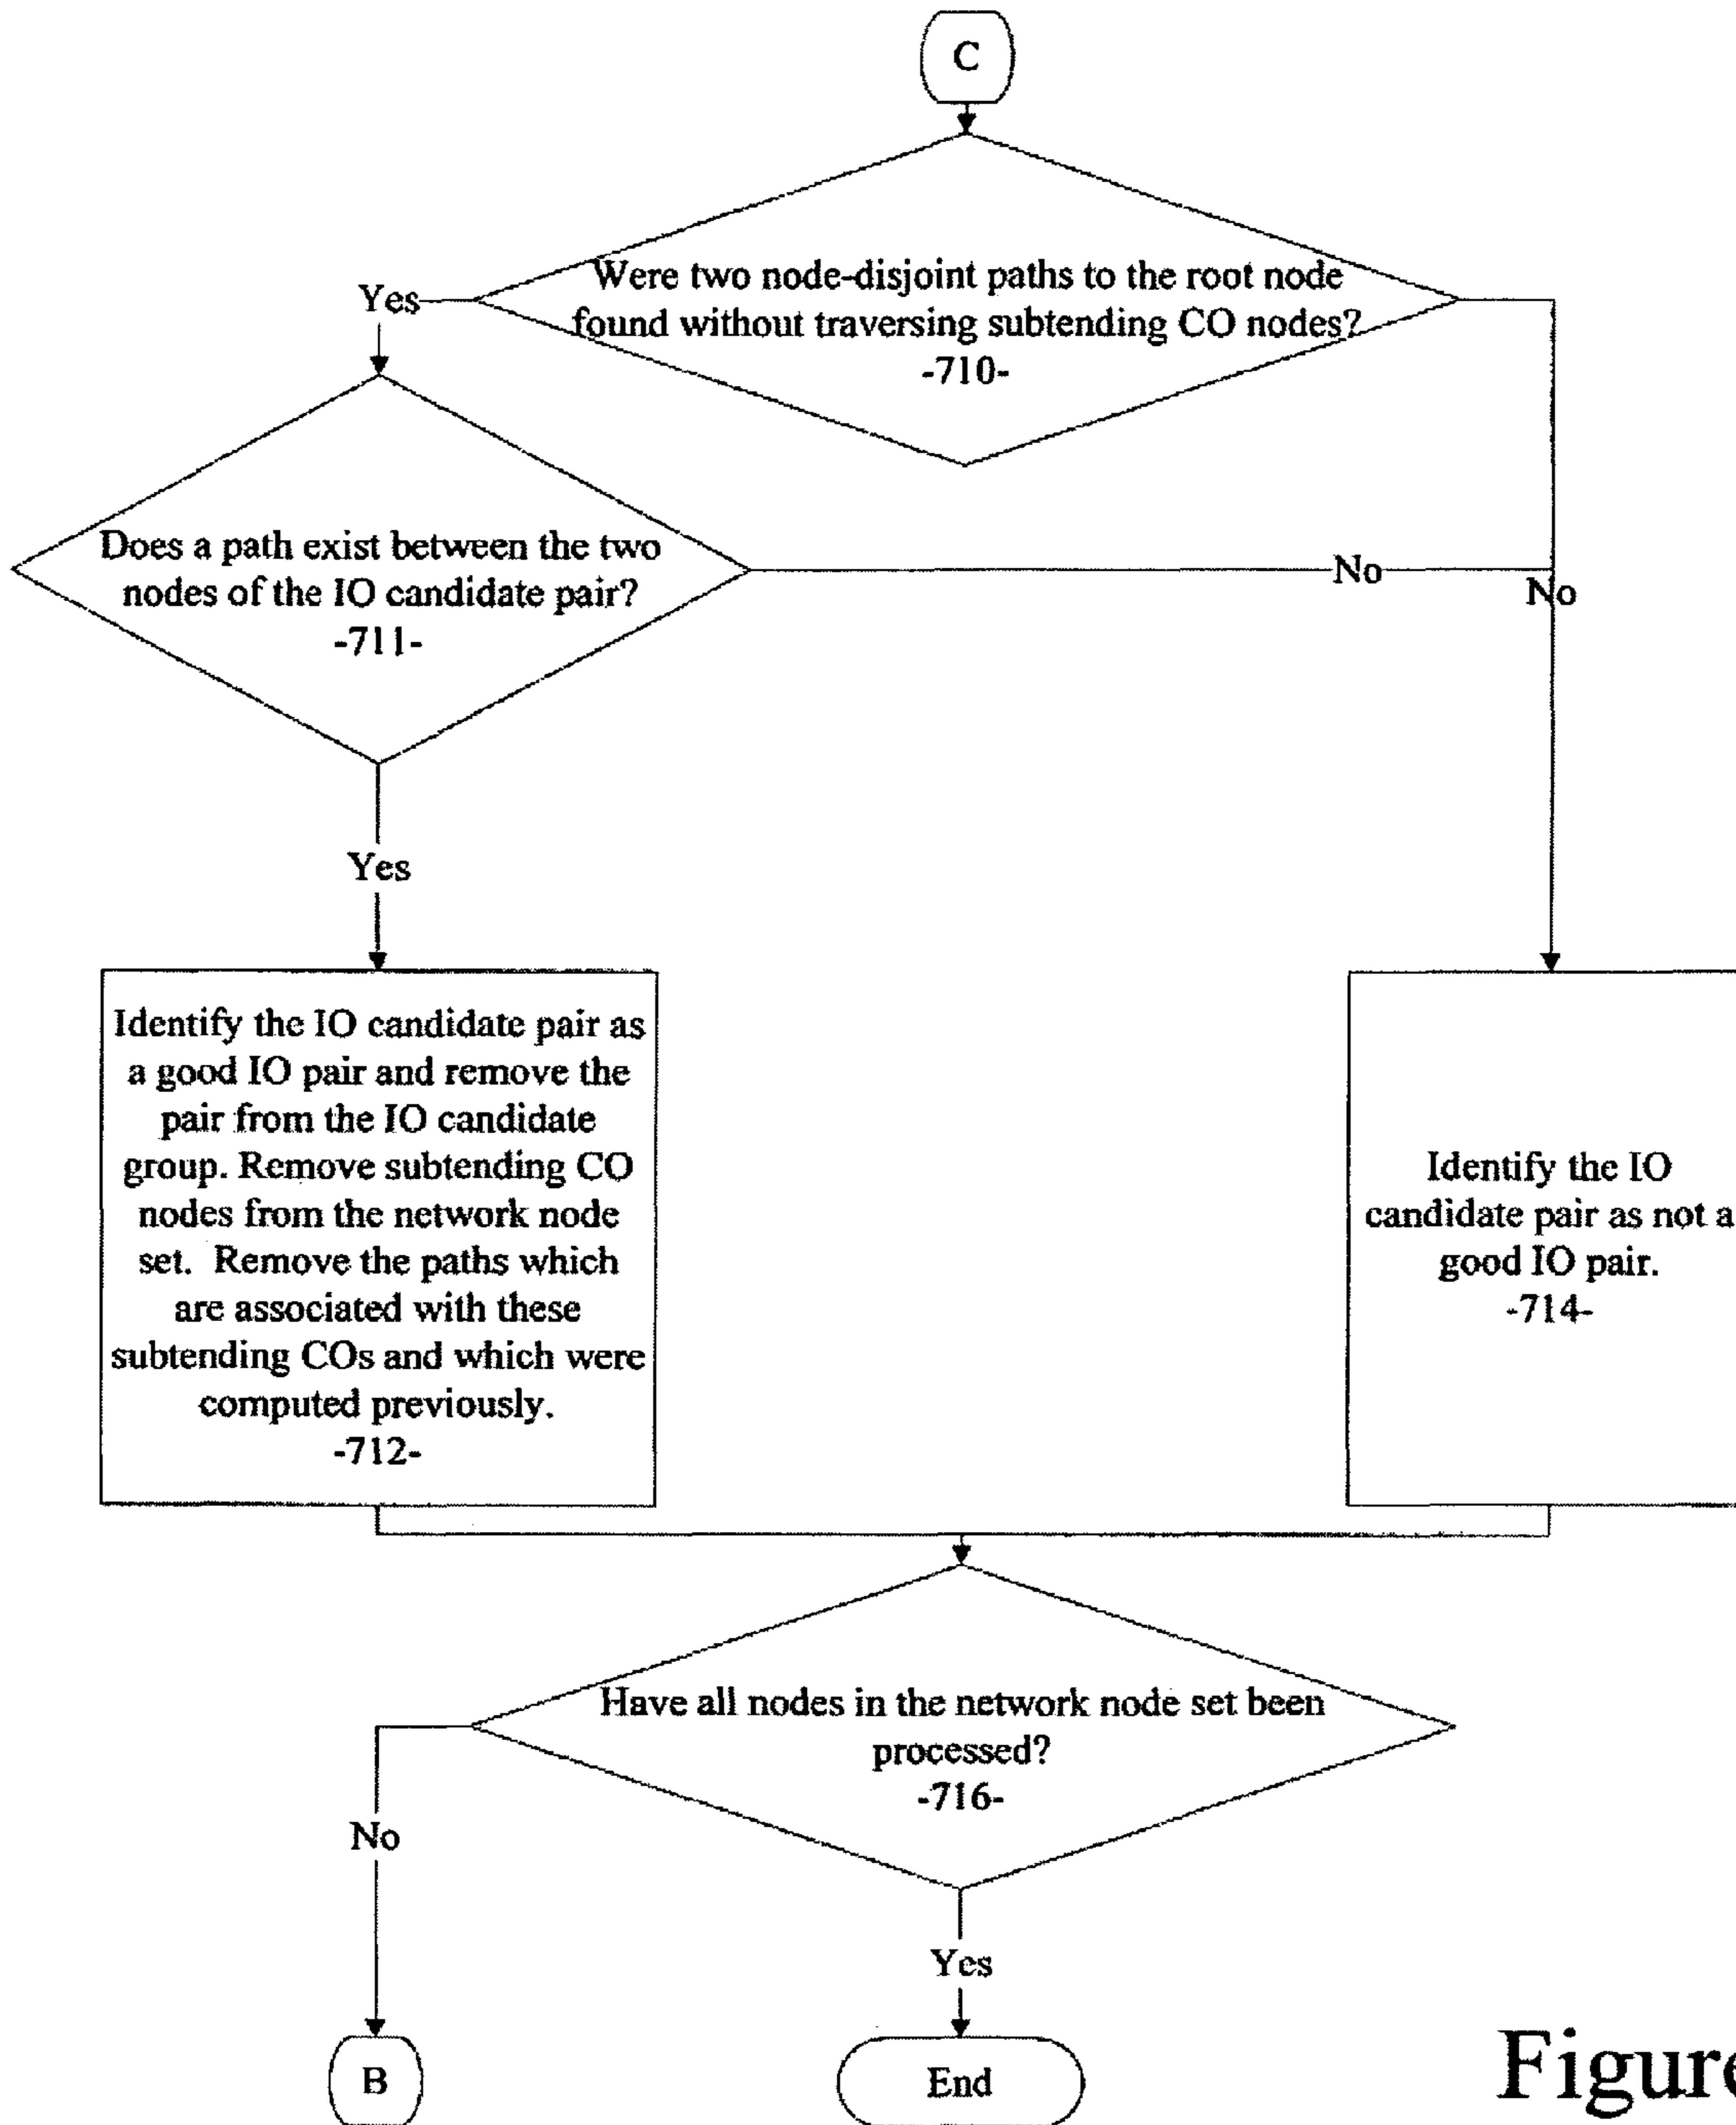 C
Were two node-disjoint paths to the root node
found without traversing subtending CO nodes?
-710-
Yes
Does a path exist between the two
nodes of the IO candidate pair?
-711-
No
No
Yes
Identify the IO candidate pair as
a good IO pair and remove the
pair from the IO candidate
group. Remove subtending CO
nodes from the network node
set. Remove the paths which
are associated with these
subtending COs and which were
computed previously.
-712-
Identify the IO
candidate pair as not a
good IO pair.
-714-
Have all nodes in the network node set been
processed?
-716-
No
Yes
B
End
Figure